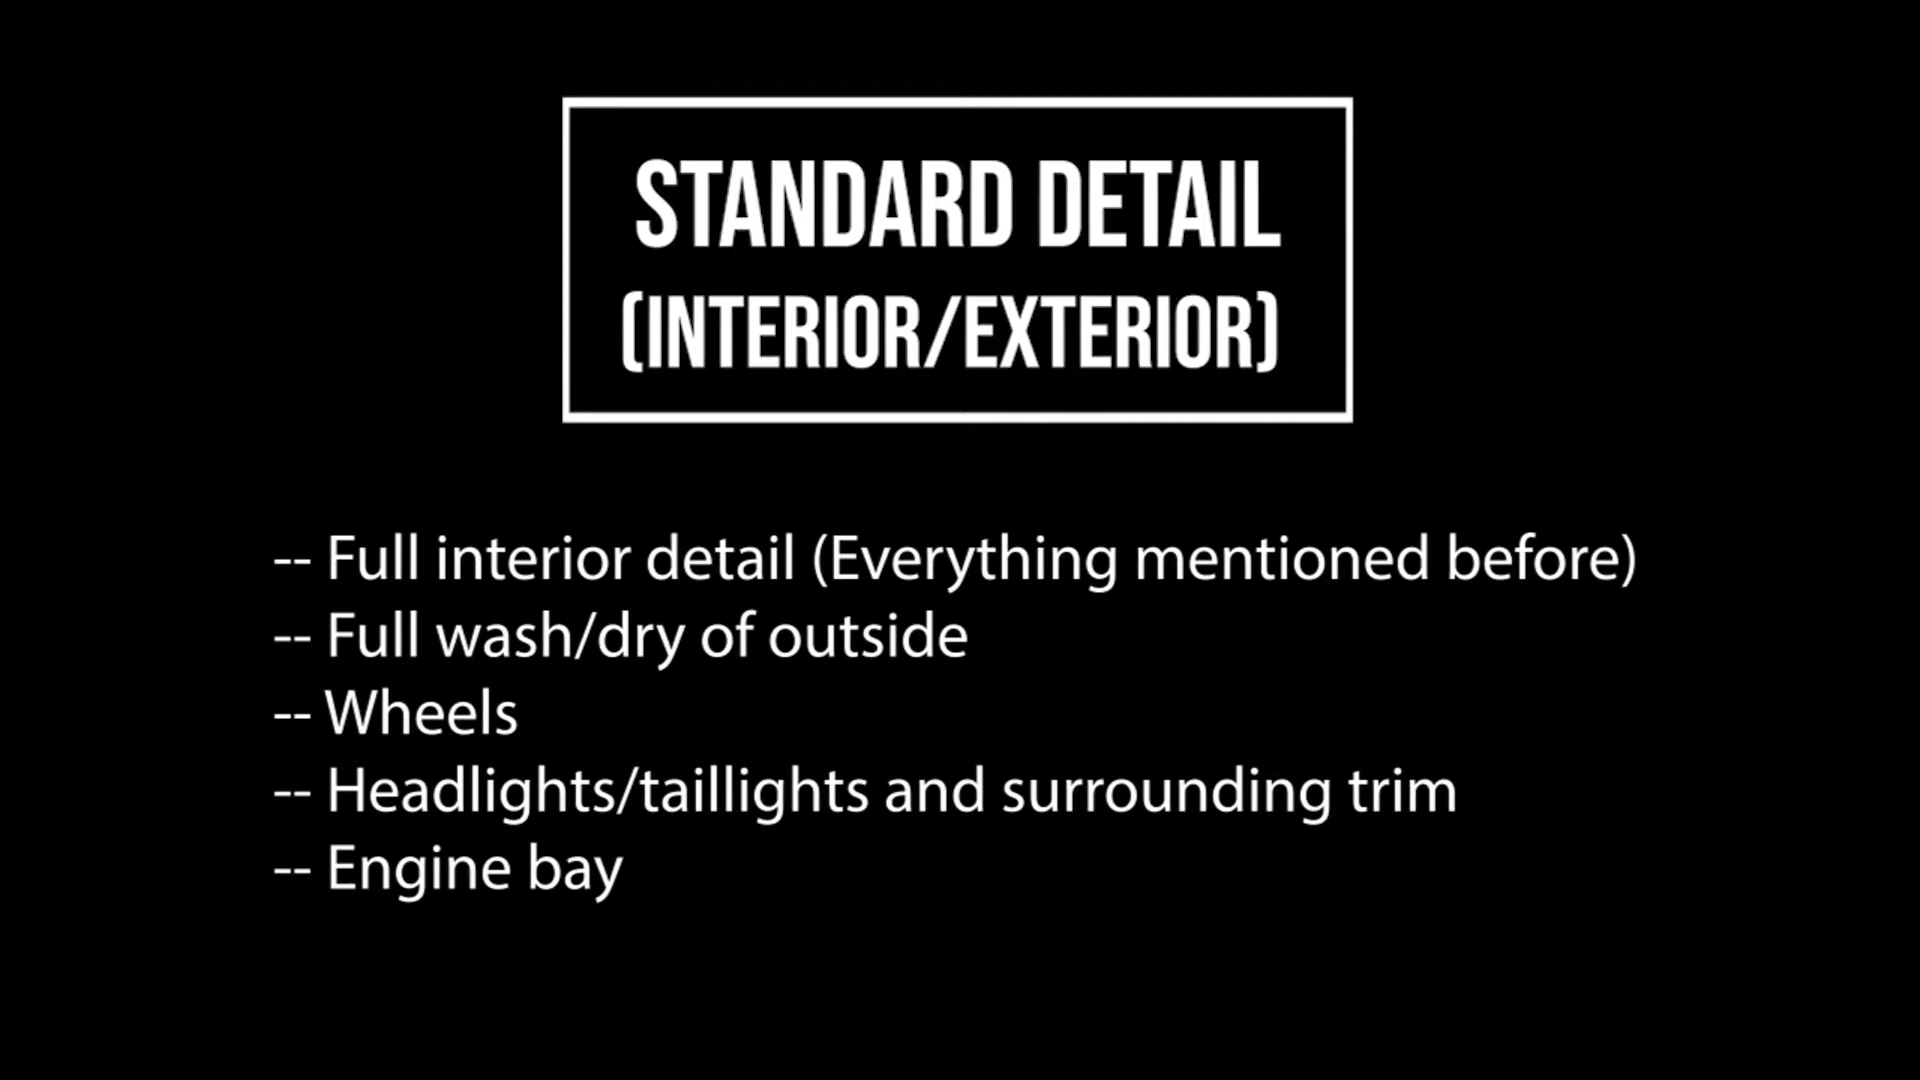 STANDARD DETAIL
(INTERIOR/EXTERIOR)
-- Full interior detail (Everything mentioned before)
-- Full wash/dry of outside
-- Wheels
-- Headlights/taillights and surrounding trim
-- Engine bay